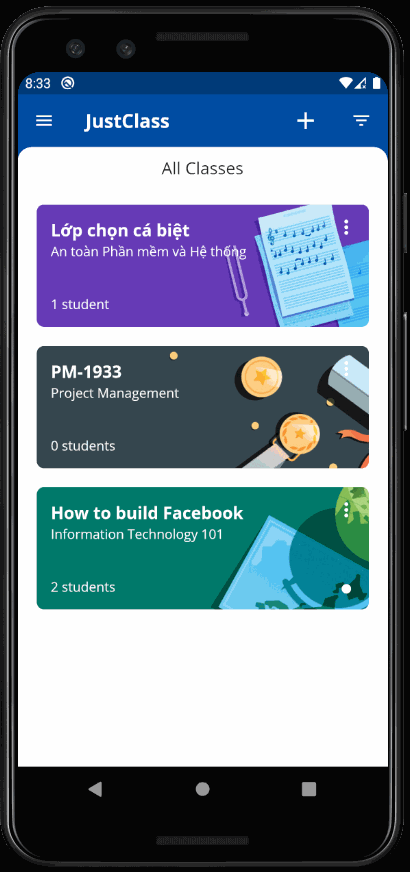 8:33
JustClass
All Classes
Lớp chọn cá biệt
An toàn Phần mềm và Hệ thống
1 student
PM-1933
Project Management
0 students
How to build Facebook
Information Technology 101
2 students